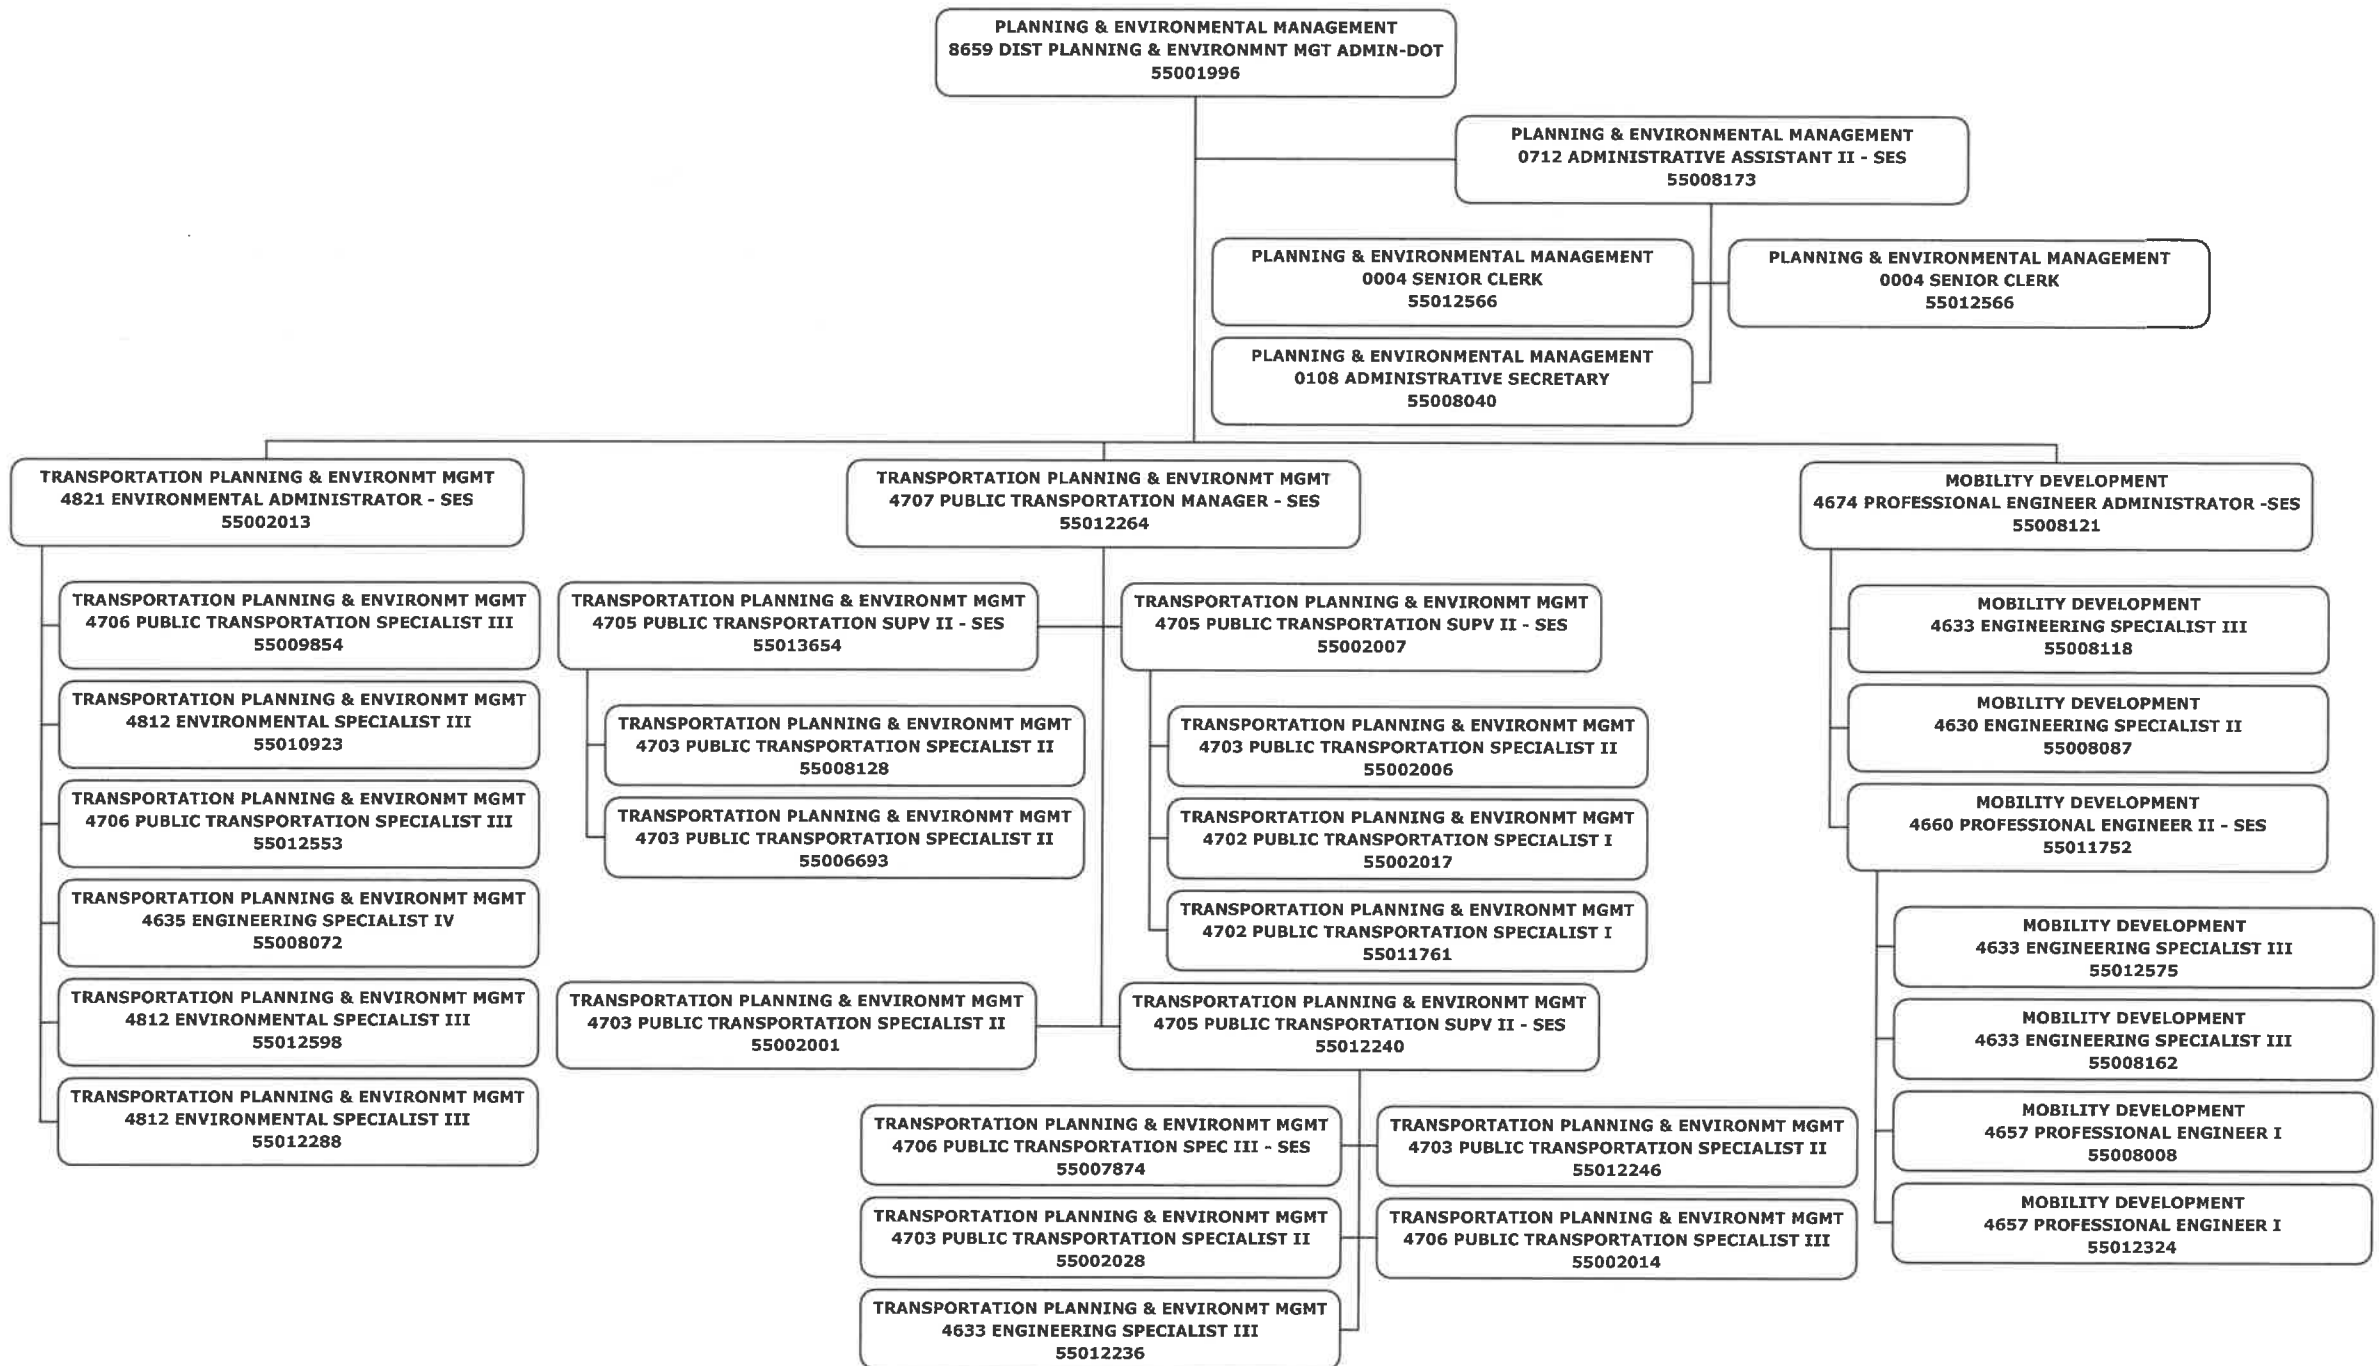 PLANNING & ENVIRONMENTAL MANAGEMENT
8659 DIST PLANNING & ENVIRONMNT MGT ADMIN-DOT
55001996
PLANNING & ENVIRONMENTAL MANAGEMENT
0712 ADMINISTRATIVE ASSISTANT II - SES
55008173
PLANNING & ENVIRONMENTAL MANAGEMENT
0004 SENIOR CLERK
55012566
PLANNING & ENVIRONMENTAL MANAGEMENT
0004 SENIOR CLERK
55012566
PLANNING & ENVIRONMENTAL MANAGEMENT
0108 ADMINISTRATIVE SECRETARY
55008040
TRANSPORTATION PLANNING & ENVIRONMT MGMT
4821 ENVIRONMENTAL ADMINISTRATOR - SES
55002013
TRANSPORTATION PLANNING & ENVIRONMT MGMT
4706 PUBLIC TRANSPORTATION SPECIALIST III
55009854
TRANSPORTATION PLANNING & ENVIRONMT MGMT
4812 ENVIRONMENTAL SPECIALIST III
55010923
TRANSPORTATION PLANNING & ENVIRONMT MGMT
4706 PUBLIC TRANSPORTATION SPECIALIST III
55012553
TRANSPORTATION PLANNING & ENVIRONMT MGMT
4635 ENGINEERING SPECIALIST IV
55008072
TRANSPORTATION PLANNING & ENVIRONMT MGMT
4812 ENVIRONMENTAL SPECIALIST III
55012598
TRANSPORTATION PLANNING & ENVIRONMT MGMT
4812 ENVIRONMENTAL SPECIALIST III
55012288
TRANSPORTATION PLANNING & ENVIRONMT MGMT
4707 PUBLIC TRANSPORTATION MANAGER - SES
55012264
TRANSPORTATION PLANNING & ENVIRONMT MGMT
4705 PUBLIC TRANSPORTATION SUPV II - SES
55013654
TRANSPORTATION PLANNING & ENVIRONMT MGMT
4703 PUBLIC TRANSPORTATION SPECIALIST II
55008128
TRANSPORTATION PLANNING & ENVIRONMT MGMT
4703 PUBLIC TRANSPORTATION SPECIALIST II
55006693
TRANSPORTATION PLANNING & ENVIRONMT MGMT
4705 PUBLIC TRANSPORTATION SUPV II - SES
55002007
TRANSPORTATION PLANNING & ENVIRONMT MGMT
4703 PUBLIC TRANSPORTATION SPECIALIST II
55002006
TRANSPORTATION PLANNING & ENVIRONMT MGMT
4702 PUBLIC TRANSPORTATION SPECIALIST I
55002017
TRANSPORTATION PLANNING & ENVIRONMT MGMT
4702 PUBLIC TRANSPORTATION SPECIALIST I
55011761
TRANSPORTATION PLANNING & ENVIRONMT MGMT
4703 PUBLIC TRANSPORTATION SPECIALIST II
55002001
TRANSPORTATION PLANNING & ENVIRONMT MGMT
4705 PUBLIC TRANSPORTATION SUPV II - SES
55012240
TRANSPORTATION PLANNING & ENVIRONMT MGMT
4706 PUBLIC TRANSPORTATION SPEC III - SES
55007874
TRANSPORTATION PLANNING & ENVIRONMT MGMT
4703 PUBLIC TRANSPORTATION SPECIALIST II
55012246
TRANSPORTATION PLANNING & ENVIRONMT MGMT
4703 PUBLIC TRANSPORTATION SPECIALIST II
55002028
TRANSPORTATION PLANNING & ENVIRONMT MGMT
4706 PUBLIC TRANSPORTATION SPECIALIST III
55002014
TRANSPORTATION PLANNING & ENVIRONMT MGMT
4633 ENGINEERING SPECIALIST III
55012236
MOBILITY DEVELOPMENT
4674 PROFESSIONAL ENGINEER ADMINISTRATOR -SES
55008121
MOBILITY DEVELOPMENT
4633 ENGINEERING SPECIALIST III
55008118
MOBILITY DEVELOPMENT
4630 ENGINEERING SPECIALIST II
55008087
MOBILITY DEVELOPMENT
4660 PROFESSIONAL ENGINEER II - SES
55011752
MOBILITY DEVELOPMENT
4633 ENGINEERING SPECIALIST III
55012575
MOBILITY DEVELOPMENT
4633 ENGINEERING SPECIALIST III
55008162
MOBILITY DEVELOPMENT
4657 PROFESSIONAL ENGINEER I
55008008
MOBILITY DEVELOPMENT
4657 PROFESSIONAL ENGINEER I
55012324